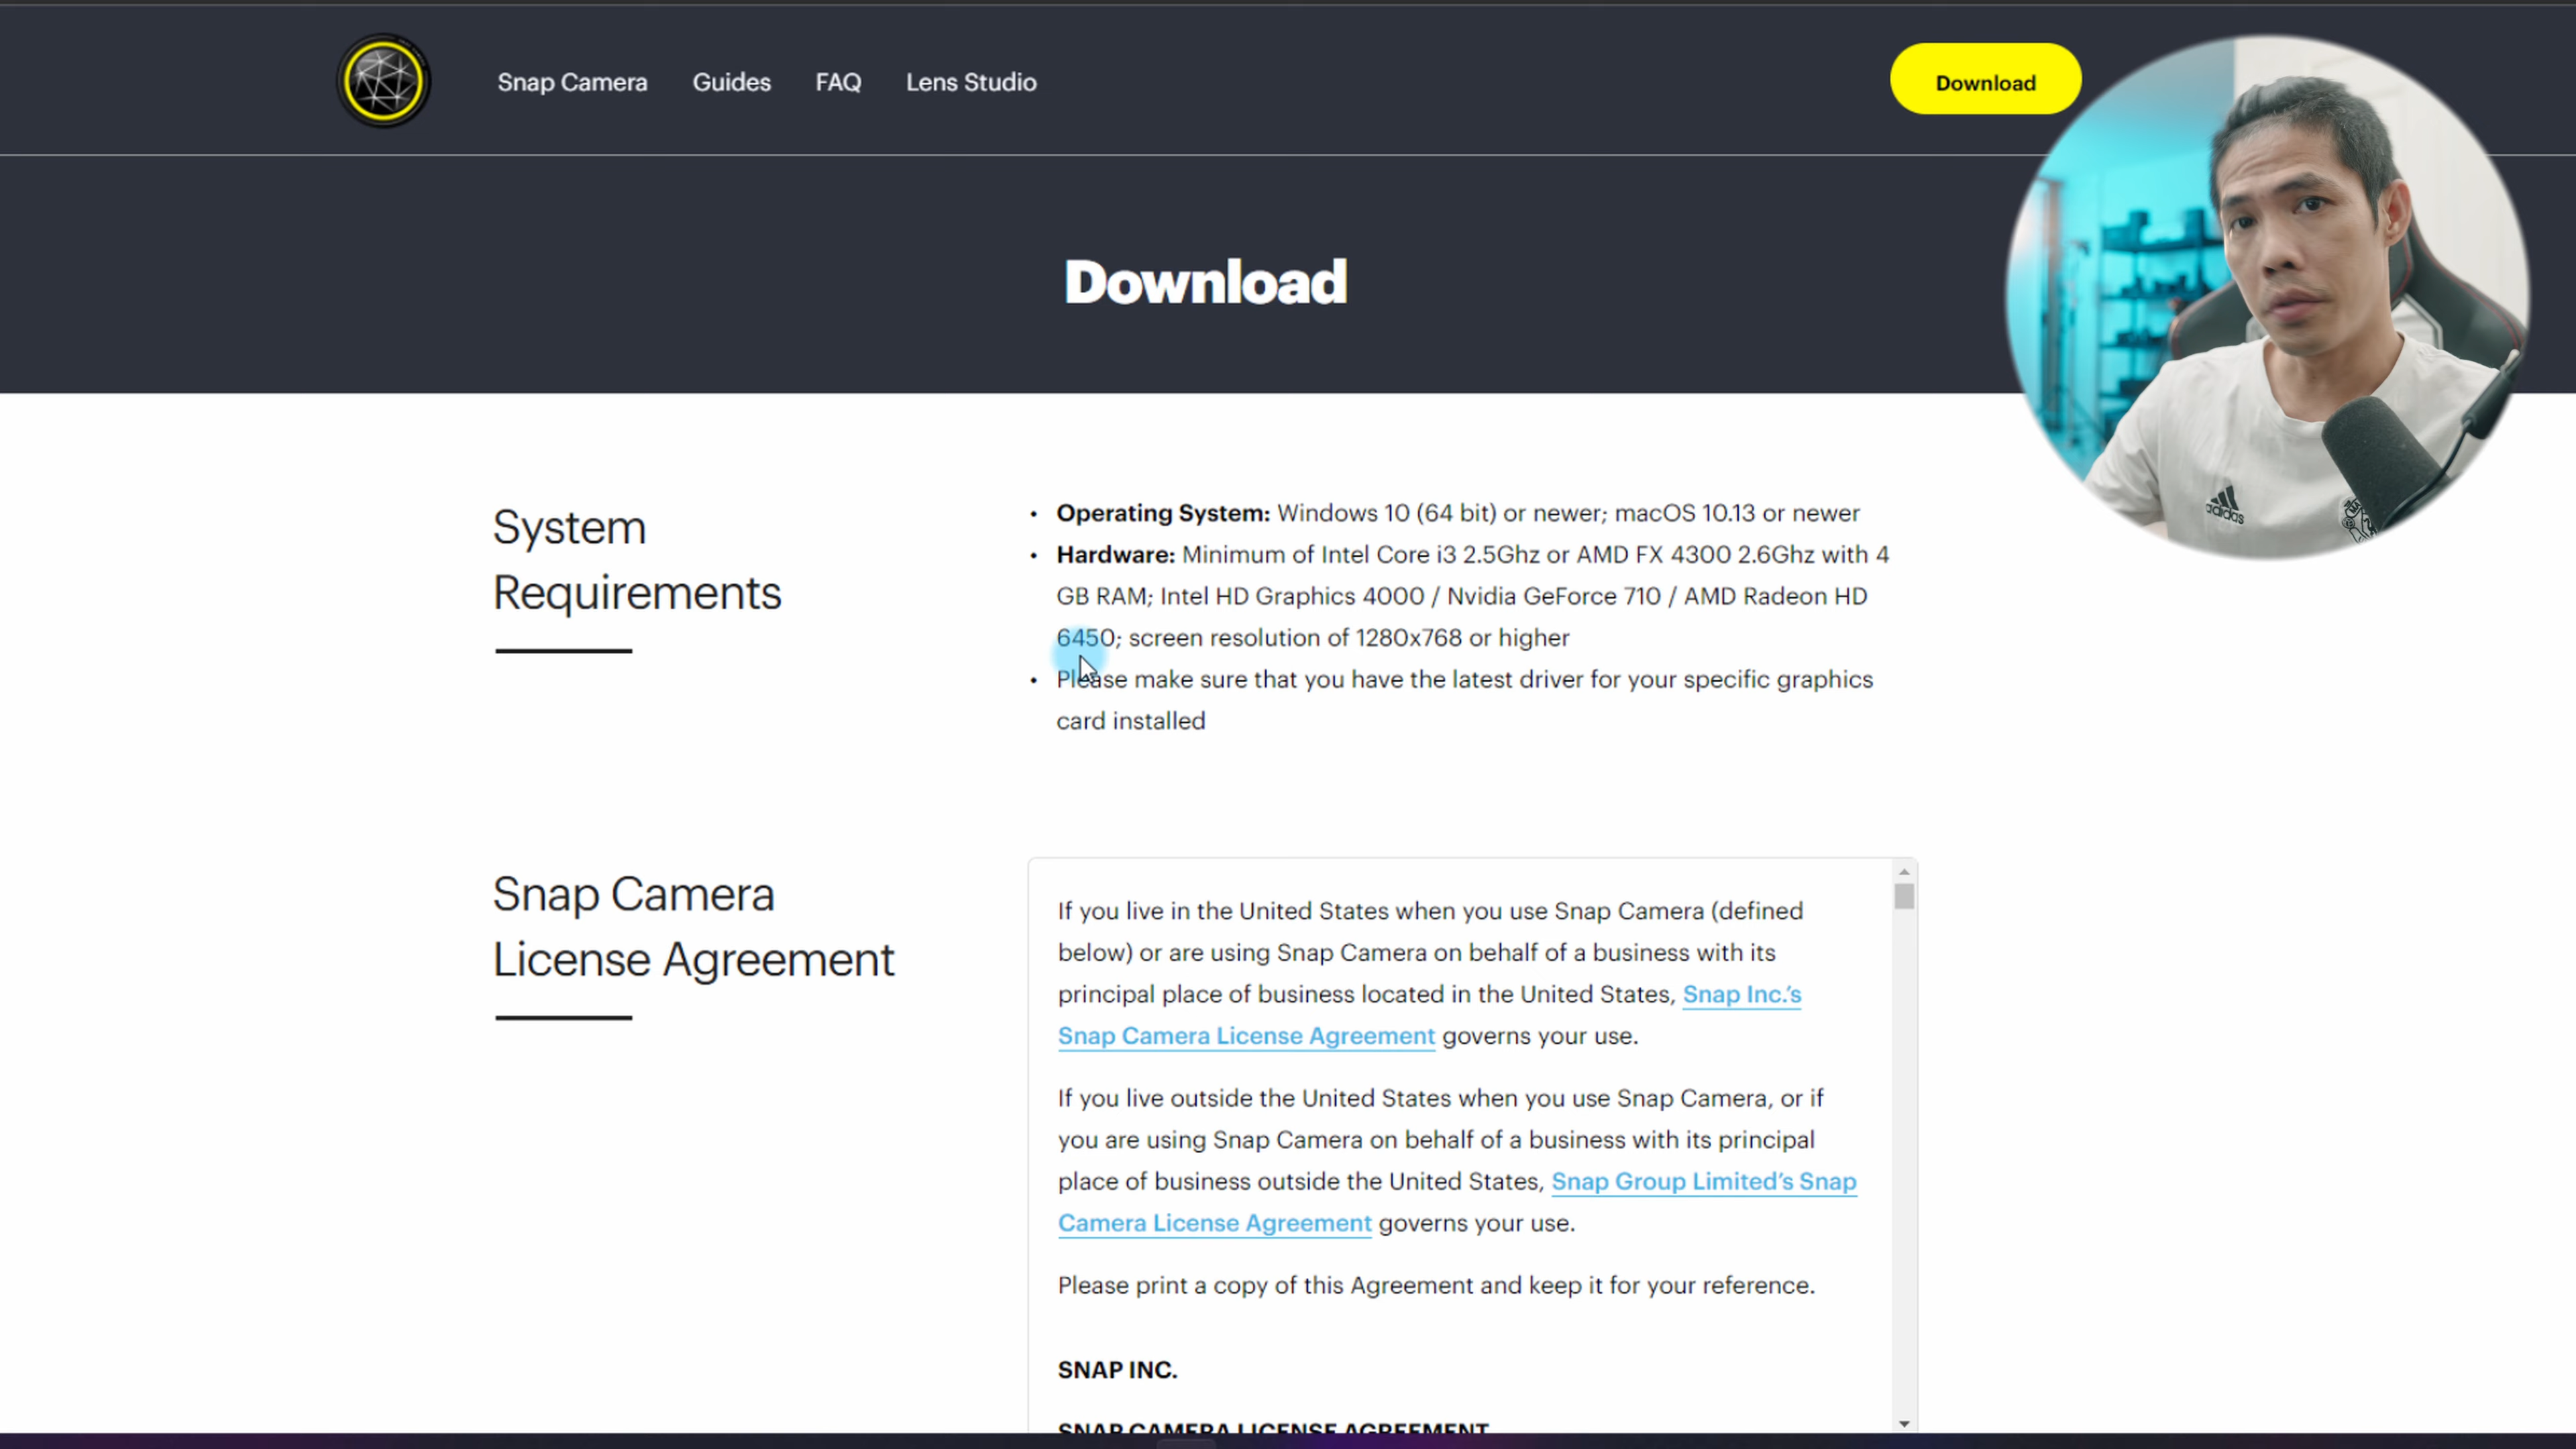 Snap Camera
Guides
FAQ
Lens Studio
Download
Download
System
Requirements
• Operating System: Windows 10 (64 bit) or newer; macOS 10.13 or newer
• Hardware: Minimum of Intel Core i3 2.5Ghz or AMD FX 4300 2.6Ghz with 4
GB RAM; Intel HD Graphics 4000 / Nvidia GeForce 710 / AMD Radeon HD
6450; screen resolution of 1280x768 or higher
• Please make sure that you have the latest driver for your specific graphics
card installed
Snap Camera
License Agreement
If you live in the United States when you use Snap Camera (defined
below) or are using Snap Camera on behalf of a business with its
principal place of business located in the United States, Snap Inc.’s
Snap Camera License Agreement governs your use.
If you live outside the United States when you use Snap Camera, or if
you are using Snap Camera on behalf of a business with its principal
place of business outside the United States, Snap Group Limited’s Snap
Camera License Agreement governs your use.
Please print a copy of this Agreement and keep it for your reference.
SNAP INC.
SNAP CAMERA LICENSE AGREEMENT
adidas